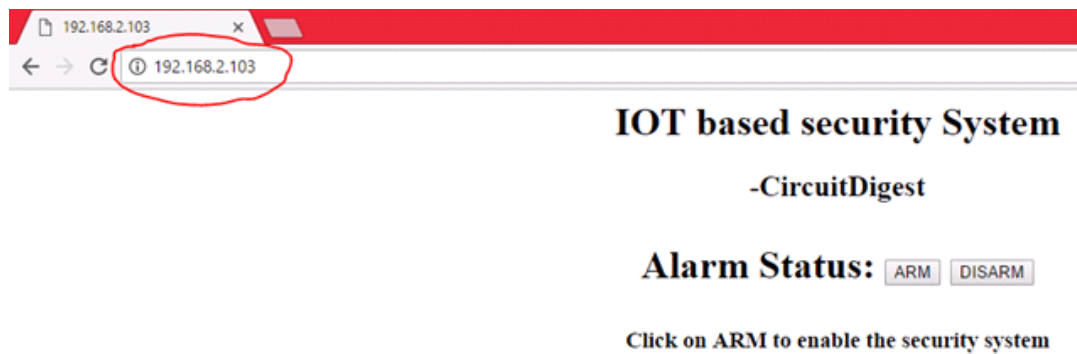 192.168.2.103
192.168.2.103
IOT based security System
-CircuitDigest
Alarm Status: ARM DISARM
Click on ARM to enable the security system